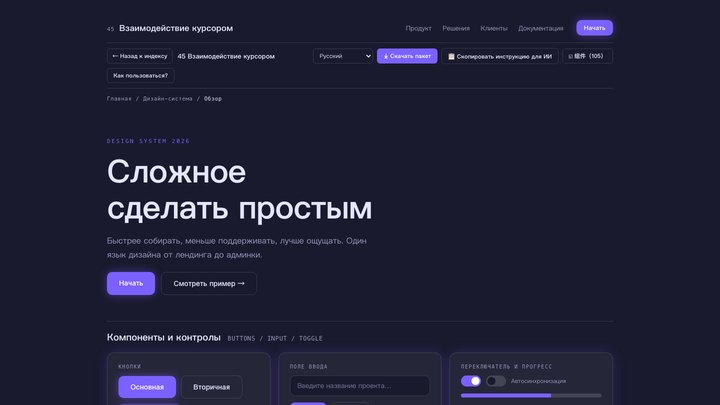 45 Взаимодействие курсором
Продукт Решения Клиенты Документация Начать
← Назад к индексу 45 Взаимодействие курсором Русский Скачать пакет Скопировать инструкцию для ИИ 组件 (105)
Как пользоваться?
Главная / Дизайн-система / Обзор
DESIGN SYSTEM 2026
Сложное
сделать простым
Быстрее собирать, меньше поддерживать, лучше ощущать. Один
язык дизайна от лендинга до админки.
Начать Смотреть пример →
Компоненты и контролы BUTTONS / INPUT / TOGGLE
КНОПКИ ПОЛЕ ВВОДА ПЕРЕКЛЮЧАТЕЛЬ И ПРОГРЕСС
Основная Вторичная Введите название проекта… Автосинхронизация